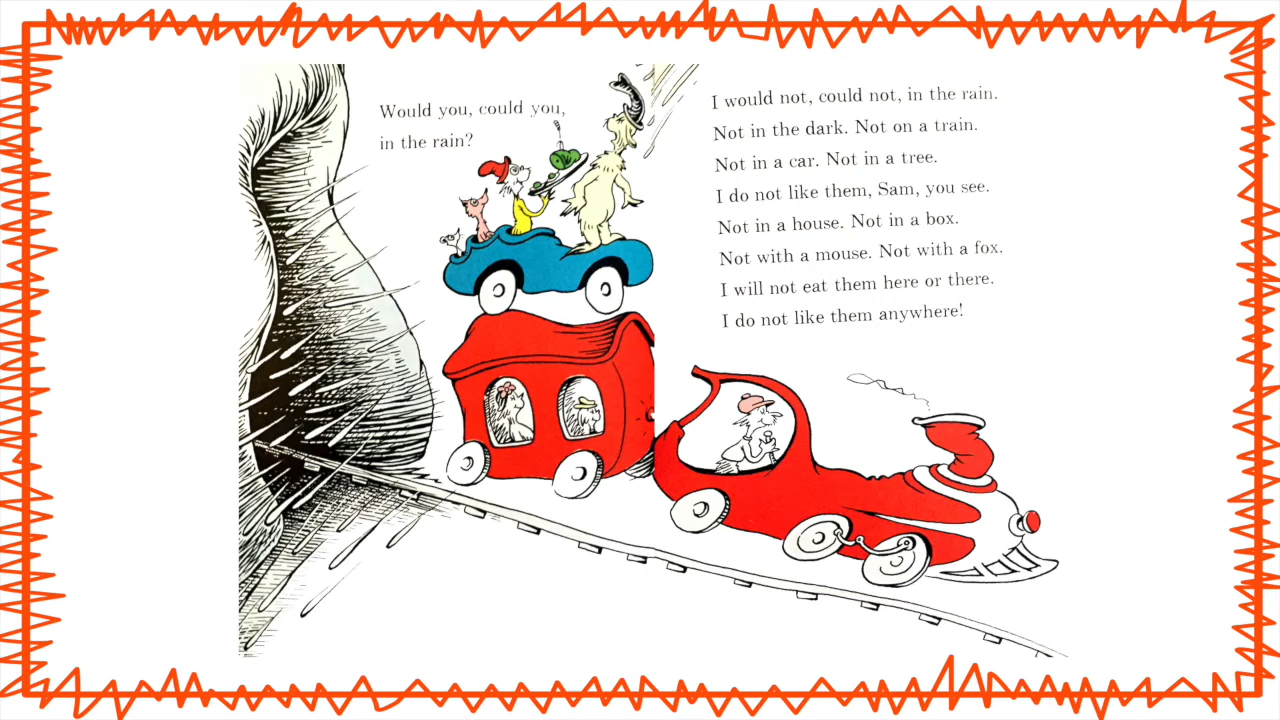 Would you, could you,
in the rain?
I would not, could not, in the rain.
Not in the dark. Not on a train.
Not in a car. Not in a tree.
I do not like them, Sam, you see.
Not in a house. Not in a box.
Not with a mouse. Not with a fox.
I will not eat them here or there.
I do not like them anywhere!